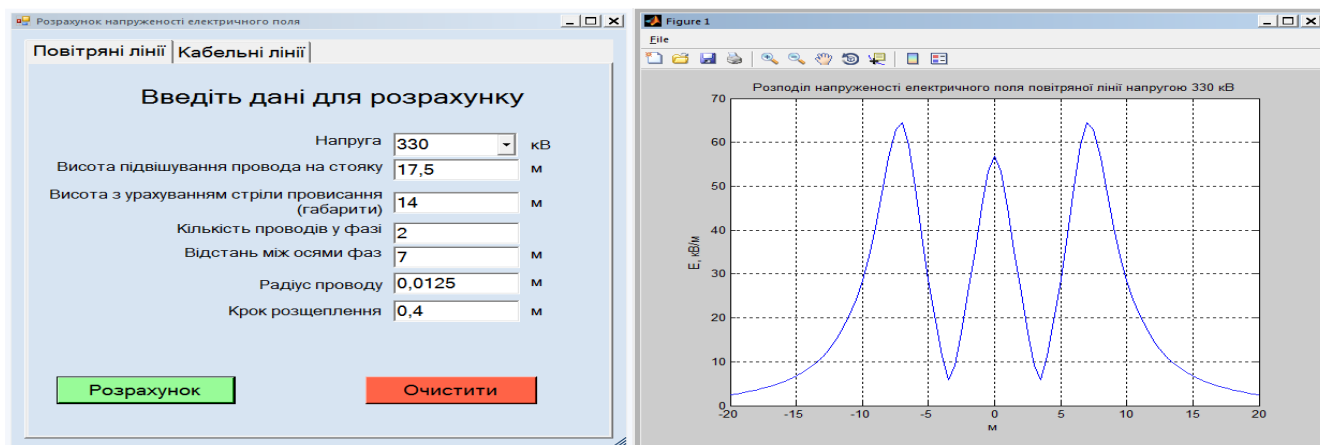 Розрахунок напруженості електричного поля
Повітряні лінії
Кабельні лінії
Введіть дані для розрахунку
Напруга 330 кВ
Висота підвішування провода на стояку 17,5 м
Висота з урахуванням стріли провисання
(габарити) 14 м
Кількість проводів у фазі 2
Відстань між осями фаз 7 м
Радіус проводу 0,0125 м
Крок розщеплення 0,4 м
Розрахунок
Очистити
Figure 1
File
Розподіл напруженості електричного поля повітряної лінії напругою 330 кВ
70
60
50
40
30
20
10
0
E, кВ/м
-20 -15 -10 -5 0 5 10 15 20
м